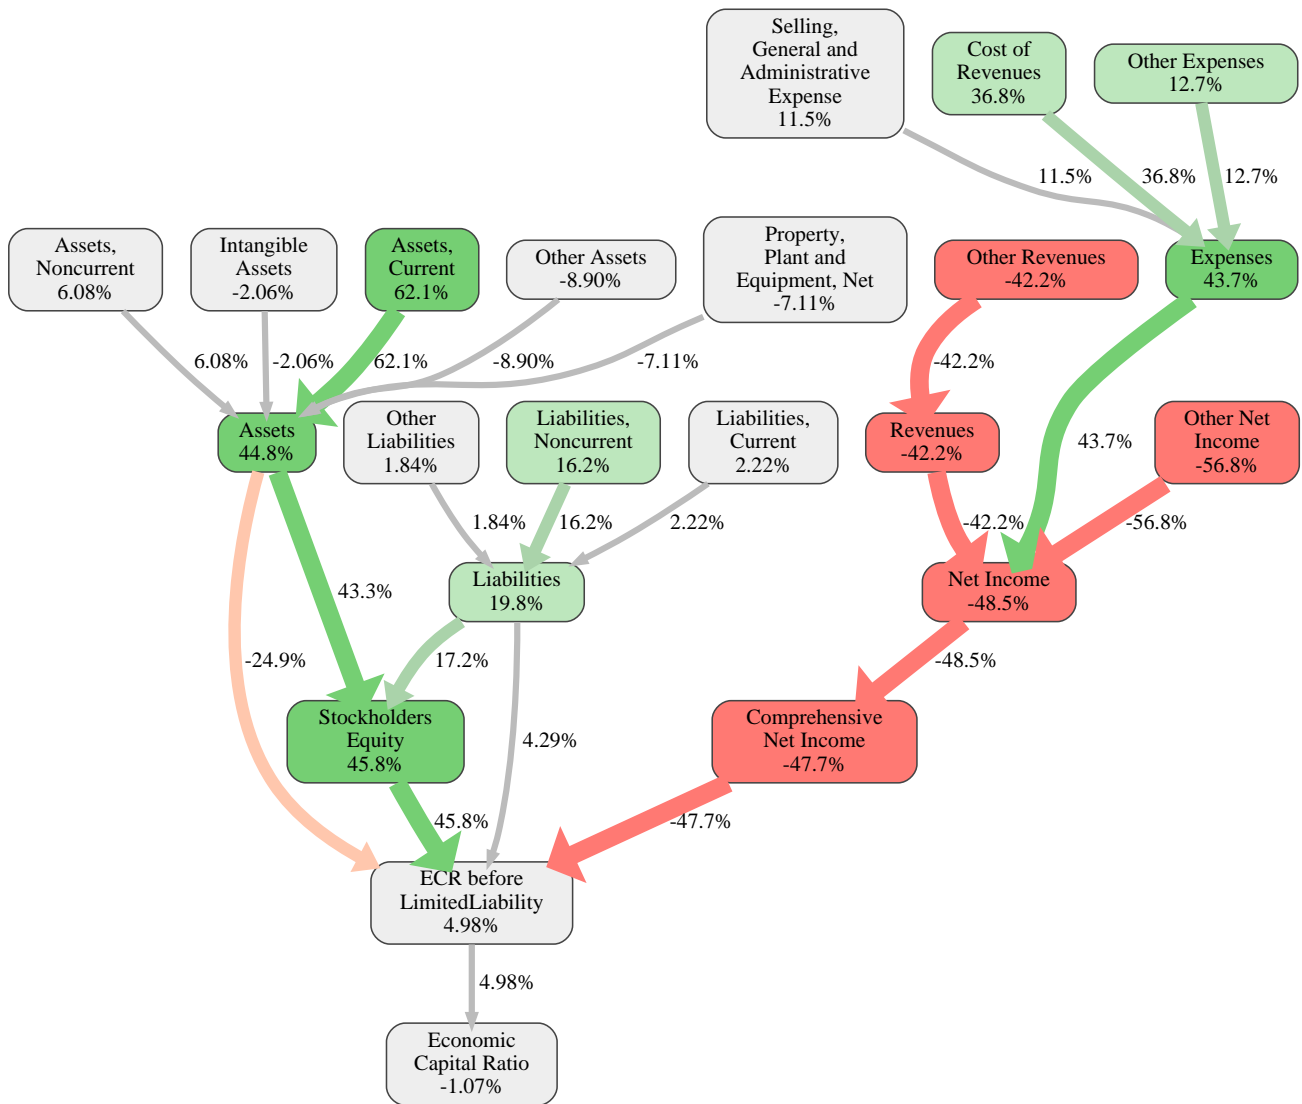 Selling,
General and
Administrative
Expense
11.5%
Cost of
Revenues
36.8%
Other Expenses
12.7%
11.5%
36.8%
12.7%
Assets,
Noncurrent
6.08%
Intangible
Assets
-2.06%
Assets,
Current
62.1%
Other Assets
-8.90%
Property,
Plant and
Equipment, Net
-7.11%
Other Revenues
-42.2%
Expenses
43.7%
6.08%
-2.06%
62.1%
-8.90%
-7.11%
-42.2%
Assets
44.8%
Other
Liabilities
1.84%
Liabilities,
Noncurrent
16.2%
Liabilities,
Current
2.22%
Revenues
-42.2%
43.7%
Other Net
Income
-56.8%
1.84%
16.2%
2.22%
-42.2%
-56.8%
Liabilities
19.8%
Net Income
-48.5%
43.3%
-24.9%
17.2%
-48.5%
Stockholders
Equity
45.8%
4.29%
Comprehensive
Net Income
-47.7%
45.8%
-47.7%
ECR before
LimitedLiability
4.98%
4.98%
Economic
Capital Ratio
-1.07%